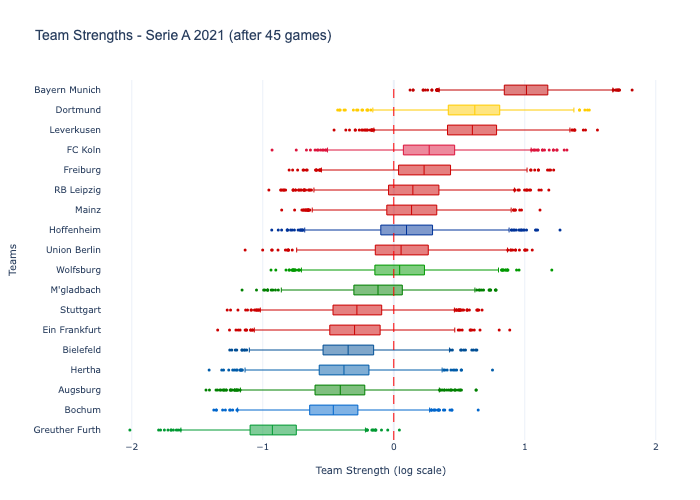 Team Strengths - Serie A 2021 (after 45 games)
Bayern Munich
Dortmund
Leverkusen
FC Koln
Freiburg
RB Leipzig
Mainz
Hoffenheim
Union Berlin
Wolfsburg
M'gladbach
Stuttgart
Ein Frankfurt
Bielefeld
Hertha
Augsburg
Bochum
Greuther Furth
Teams
−2 −1 0 1 2
Team Strength (log scale)